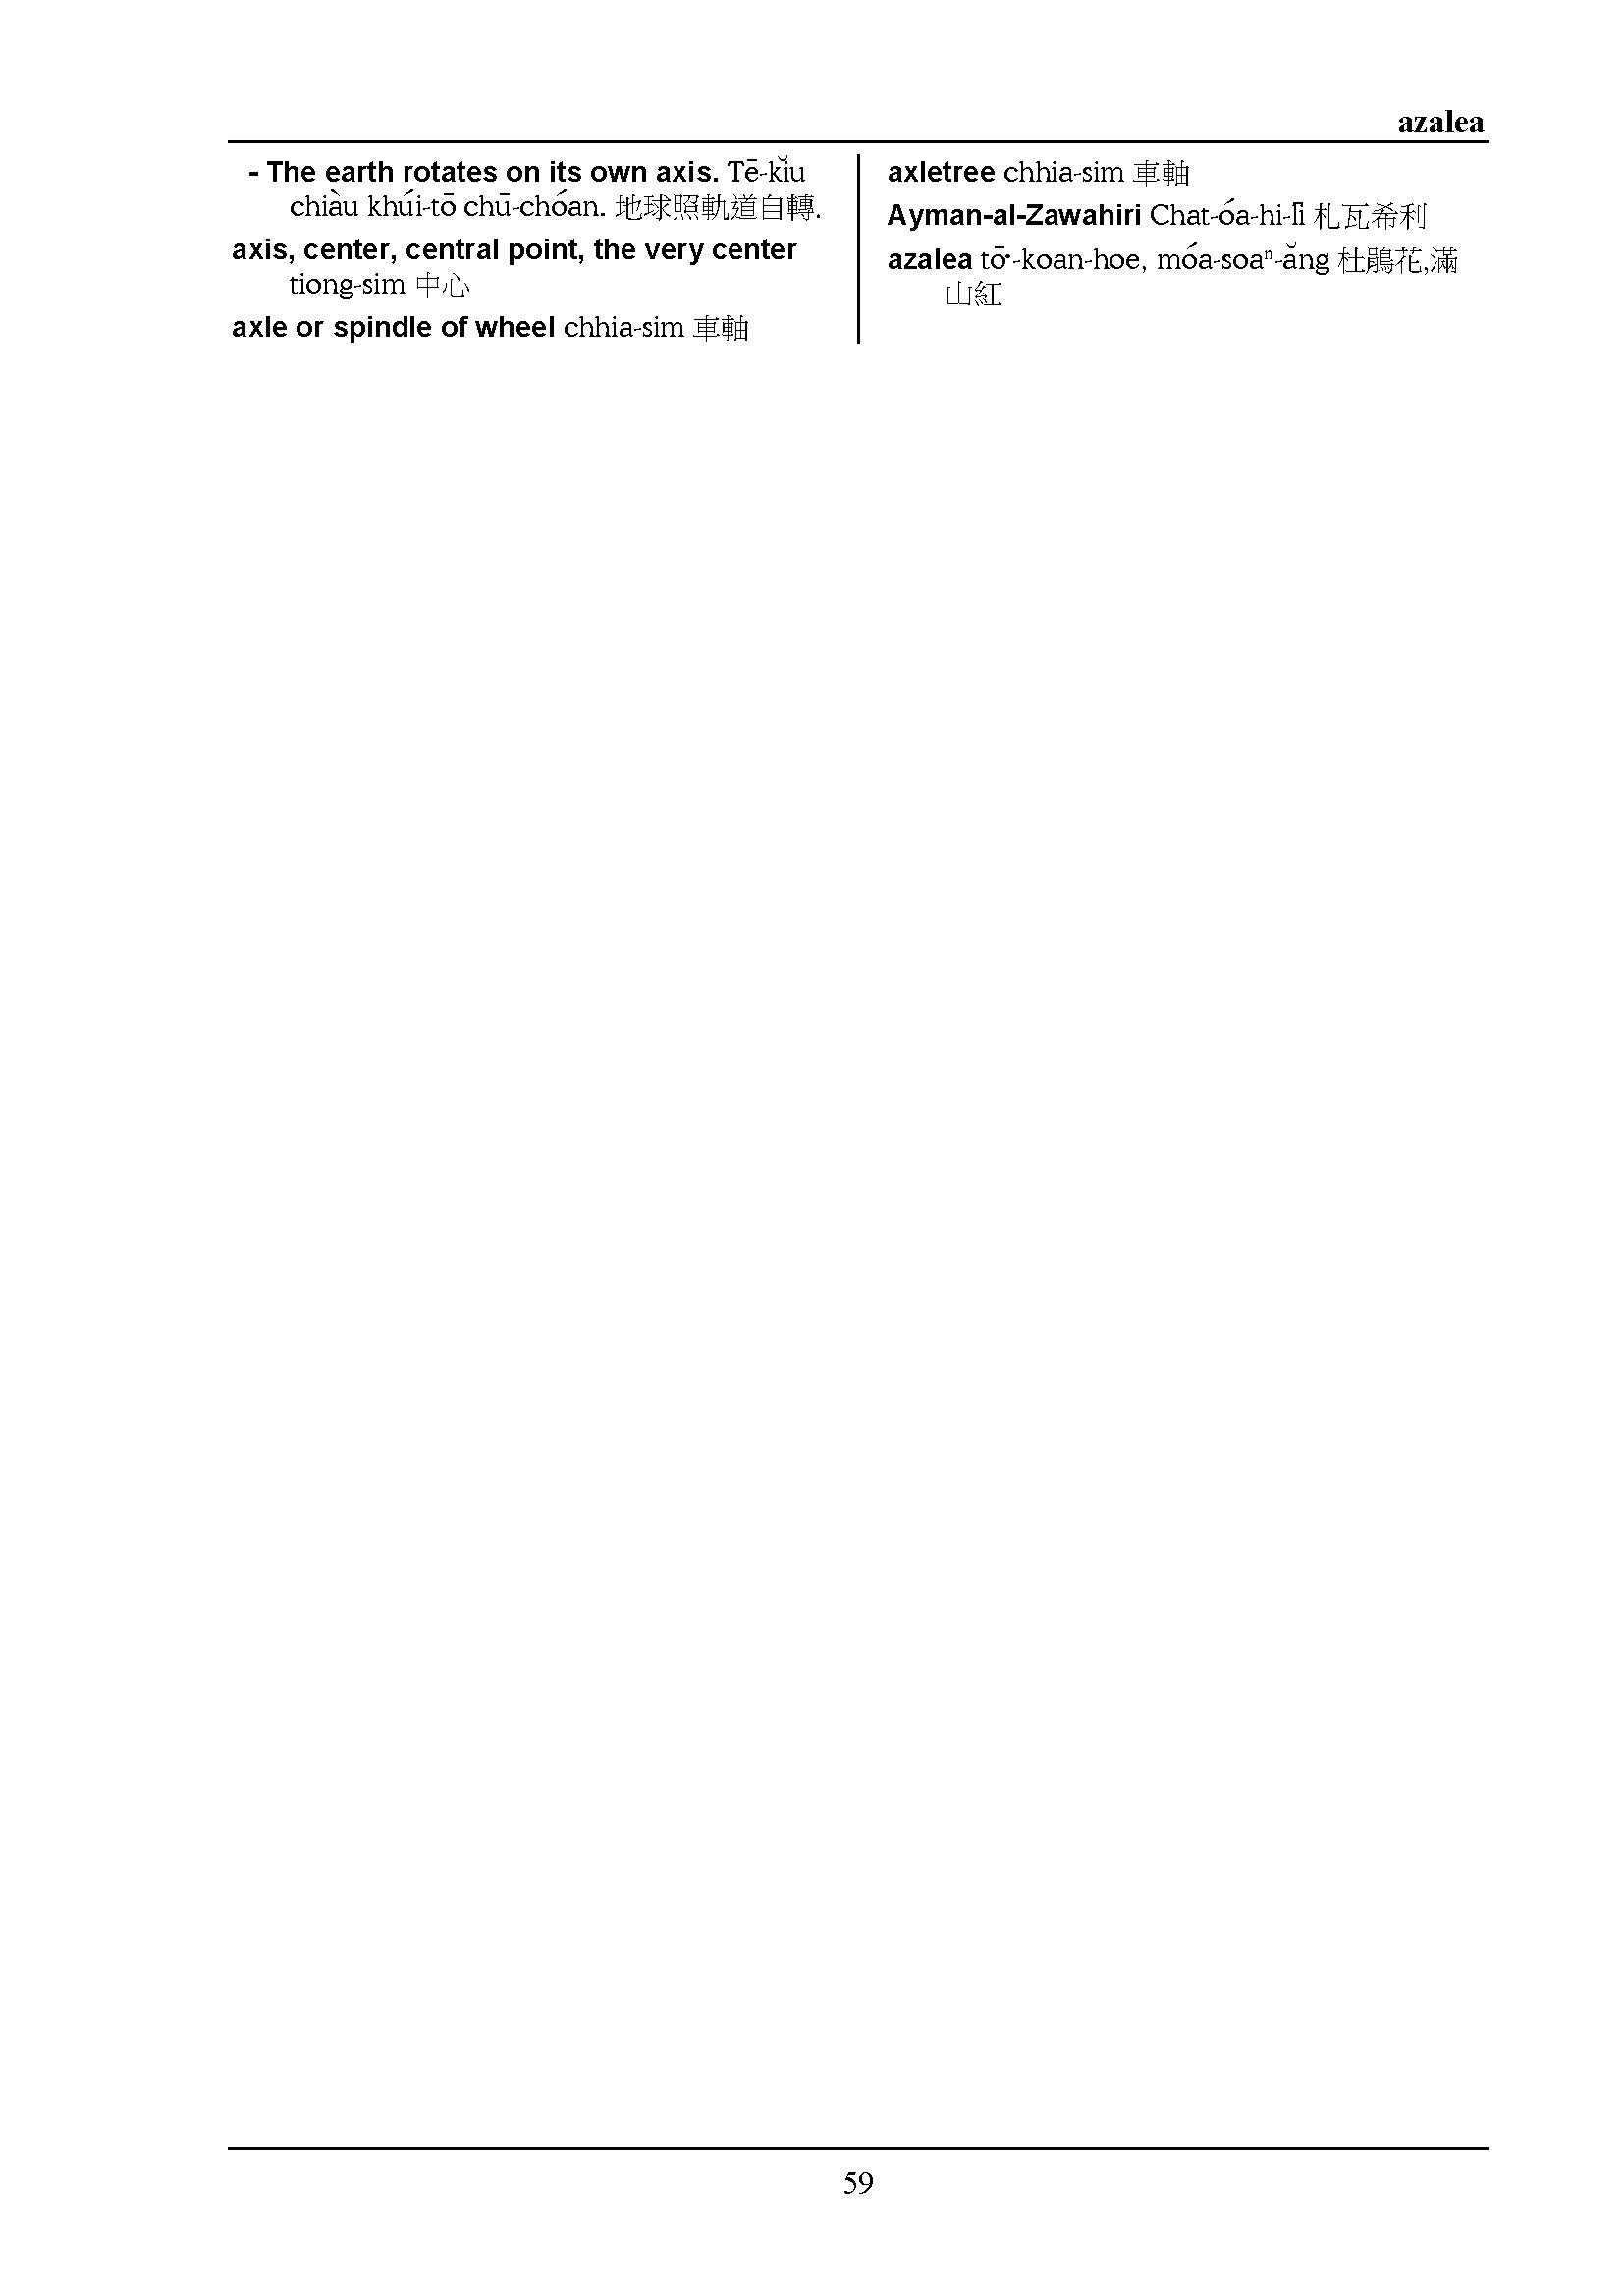 azalea
- The earth rotates on its own axis. Tē-kĭu
chiàu khúi-tō chū-chóan. 地球照軌道自轉.
axis, center, central point, the very center
tiong-sim 中心
axle or spindle of wheel chhia-sim 車軸
axletree chhia-sim 車軸
Ayman-al-Zawahiri Chat-óa-hi-lī 札瓦希利
azalea tō͘-koan-hoe, móa-soaⁿ-ăng 杜鵑花,滿
山紅
59